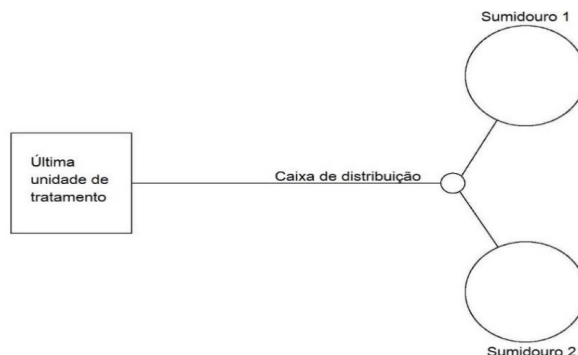 Sumidouro 1
Última
unidade de
tratamento
Caixa de distribuição
Sumidouro 2